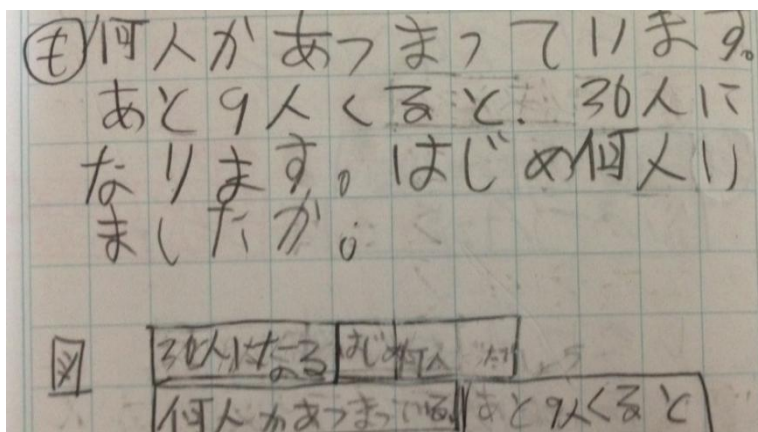 も 何人かあつまっています。
あと9人くると、30人に
なります。はじめ何人い
ましたか。
図 30人になる はじめ何人
何人かあつまっている。 あと9人くると